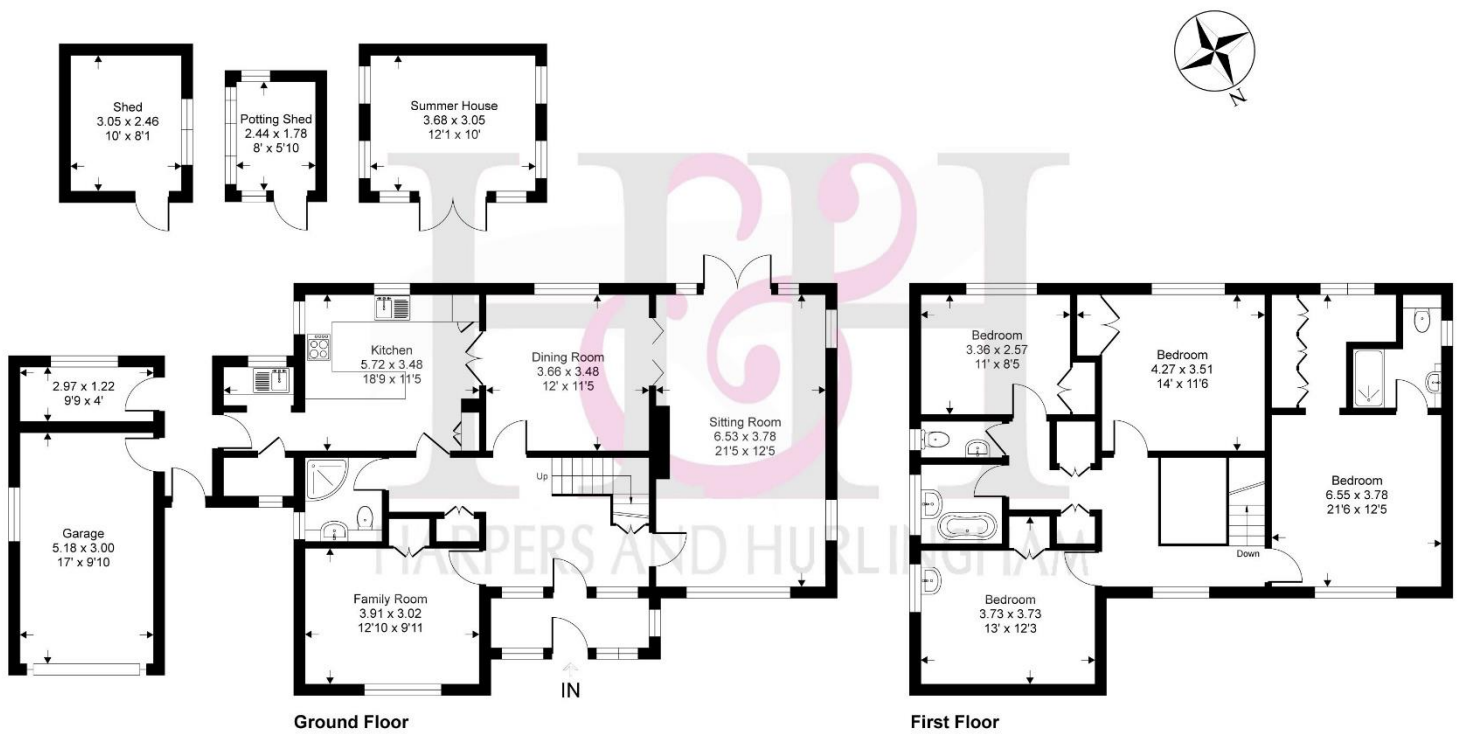 N
Shed
3.05 x 2.46
10' x 8'1
Potting Shed
2.44 x 1.78
8' x 5'10
Summer House
3.68 x 3.05
12'1 x 10'
H&H
HARPERS AND HURLINGHAM
2.97 x 1.22
9'9 x 4'
Garage
5.18 x 3.00
17' x 9'10
Kitchen
5.72 x 3.48
18'9 x 11'5
Dining Room
3.66 x 3.48
12' x 11'5
Sitting Room
6.53 x 3.78
21'5 x 12'5
Up
Family Room
3.91 x 3.02
12'10 x 9'11
IN
Ground Floor
Bedroom
3.36 x 2.57
11' x 8'5
Bedroom
4.27 x 3.51
14' x 11'6
Bedroom
6.55 x 3.78
21'6 x 12'5
Down
Bedroom
3.73 x 3.73
13' x 12'3
First Floor